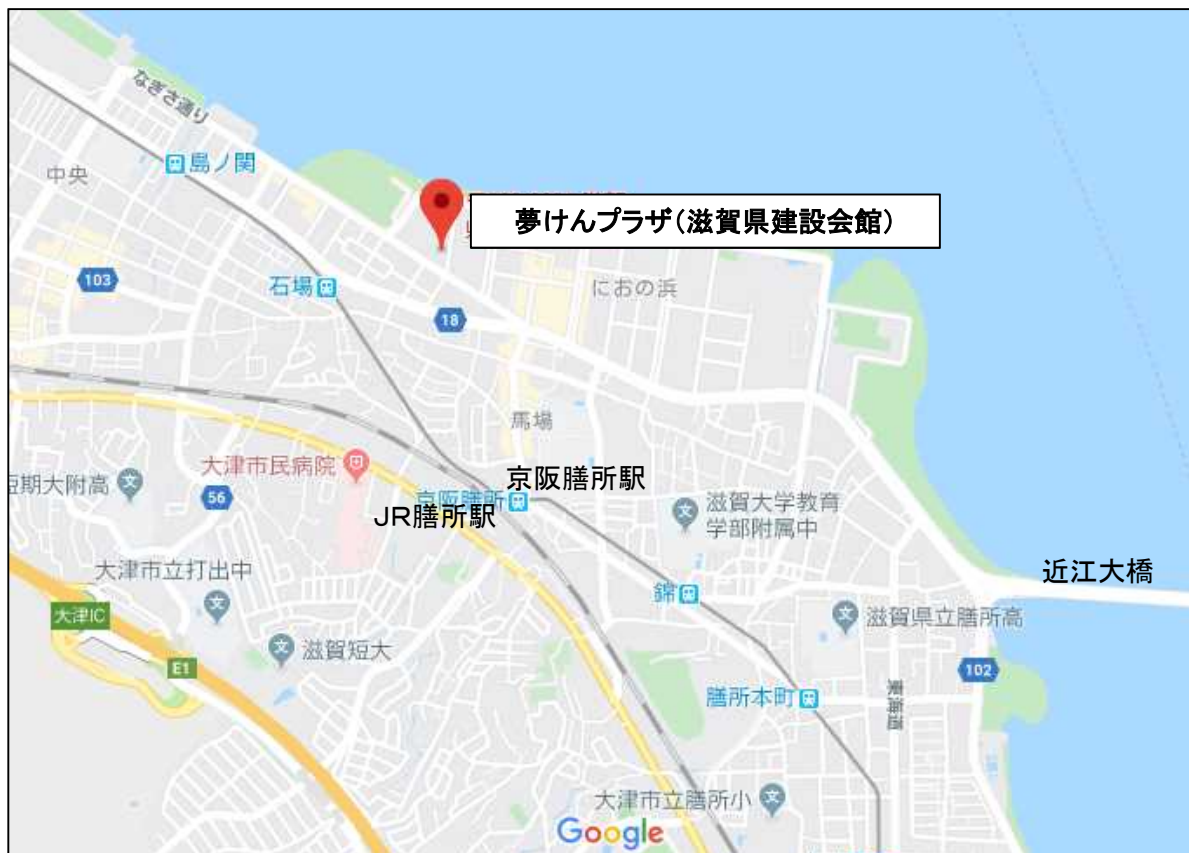 なぎさ通り
島ノ関
中央
夢けんプラザ(滋賀県建設会館)
103
石場
におの浜
18
馬場
大津市民病院
京阪膳所駅
短期大附高
56
京阪膳所
JR膳所駅
滋賀大学教育
学部附属中
大津市立打出中
近江大橋
錦
大津IC
滋賀県立膳所高
滋賀短大
E1
102
膳所本町
東海道
大津市立膳所小
Google